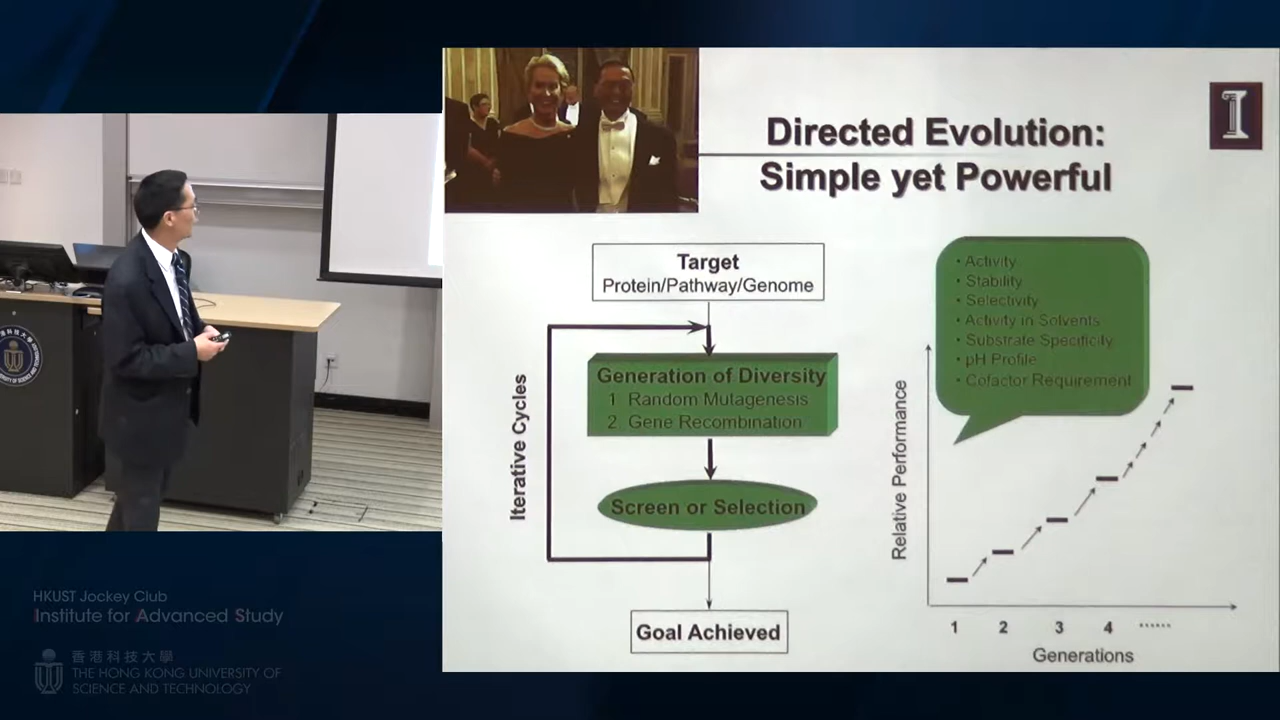 Directed Evolution:
Simple yet Powerful
I
Target
Protein/Pathway/Genome
Iterative Cycles
Generation of Diversity
1 Random Mutagenesis
2. Gene Recombination
Screen or Selection
Goal Achieved
• Activity
• Stability
• Selectivity
• Activity in Solvents
• Substrate Specificity
• pH Profile
• Cofactor Requirement
Relative Performance
1 2 3 4 ······
Generations
HKUST Jockey Club
Institute for Advanced Study
香港科技大學
THE HONG KONG UNIVERSITY OF
SCIENCE AND TECHNOLOGY